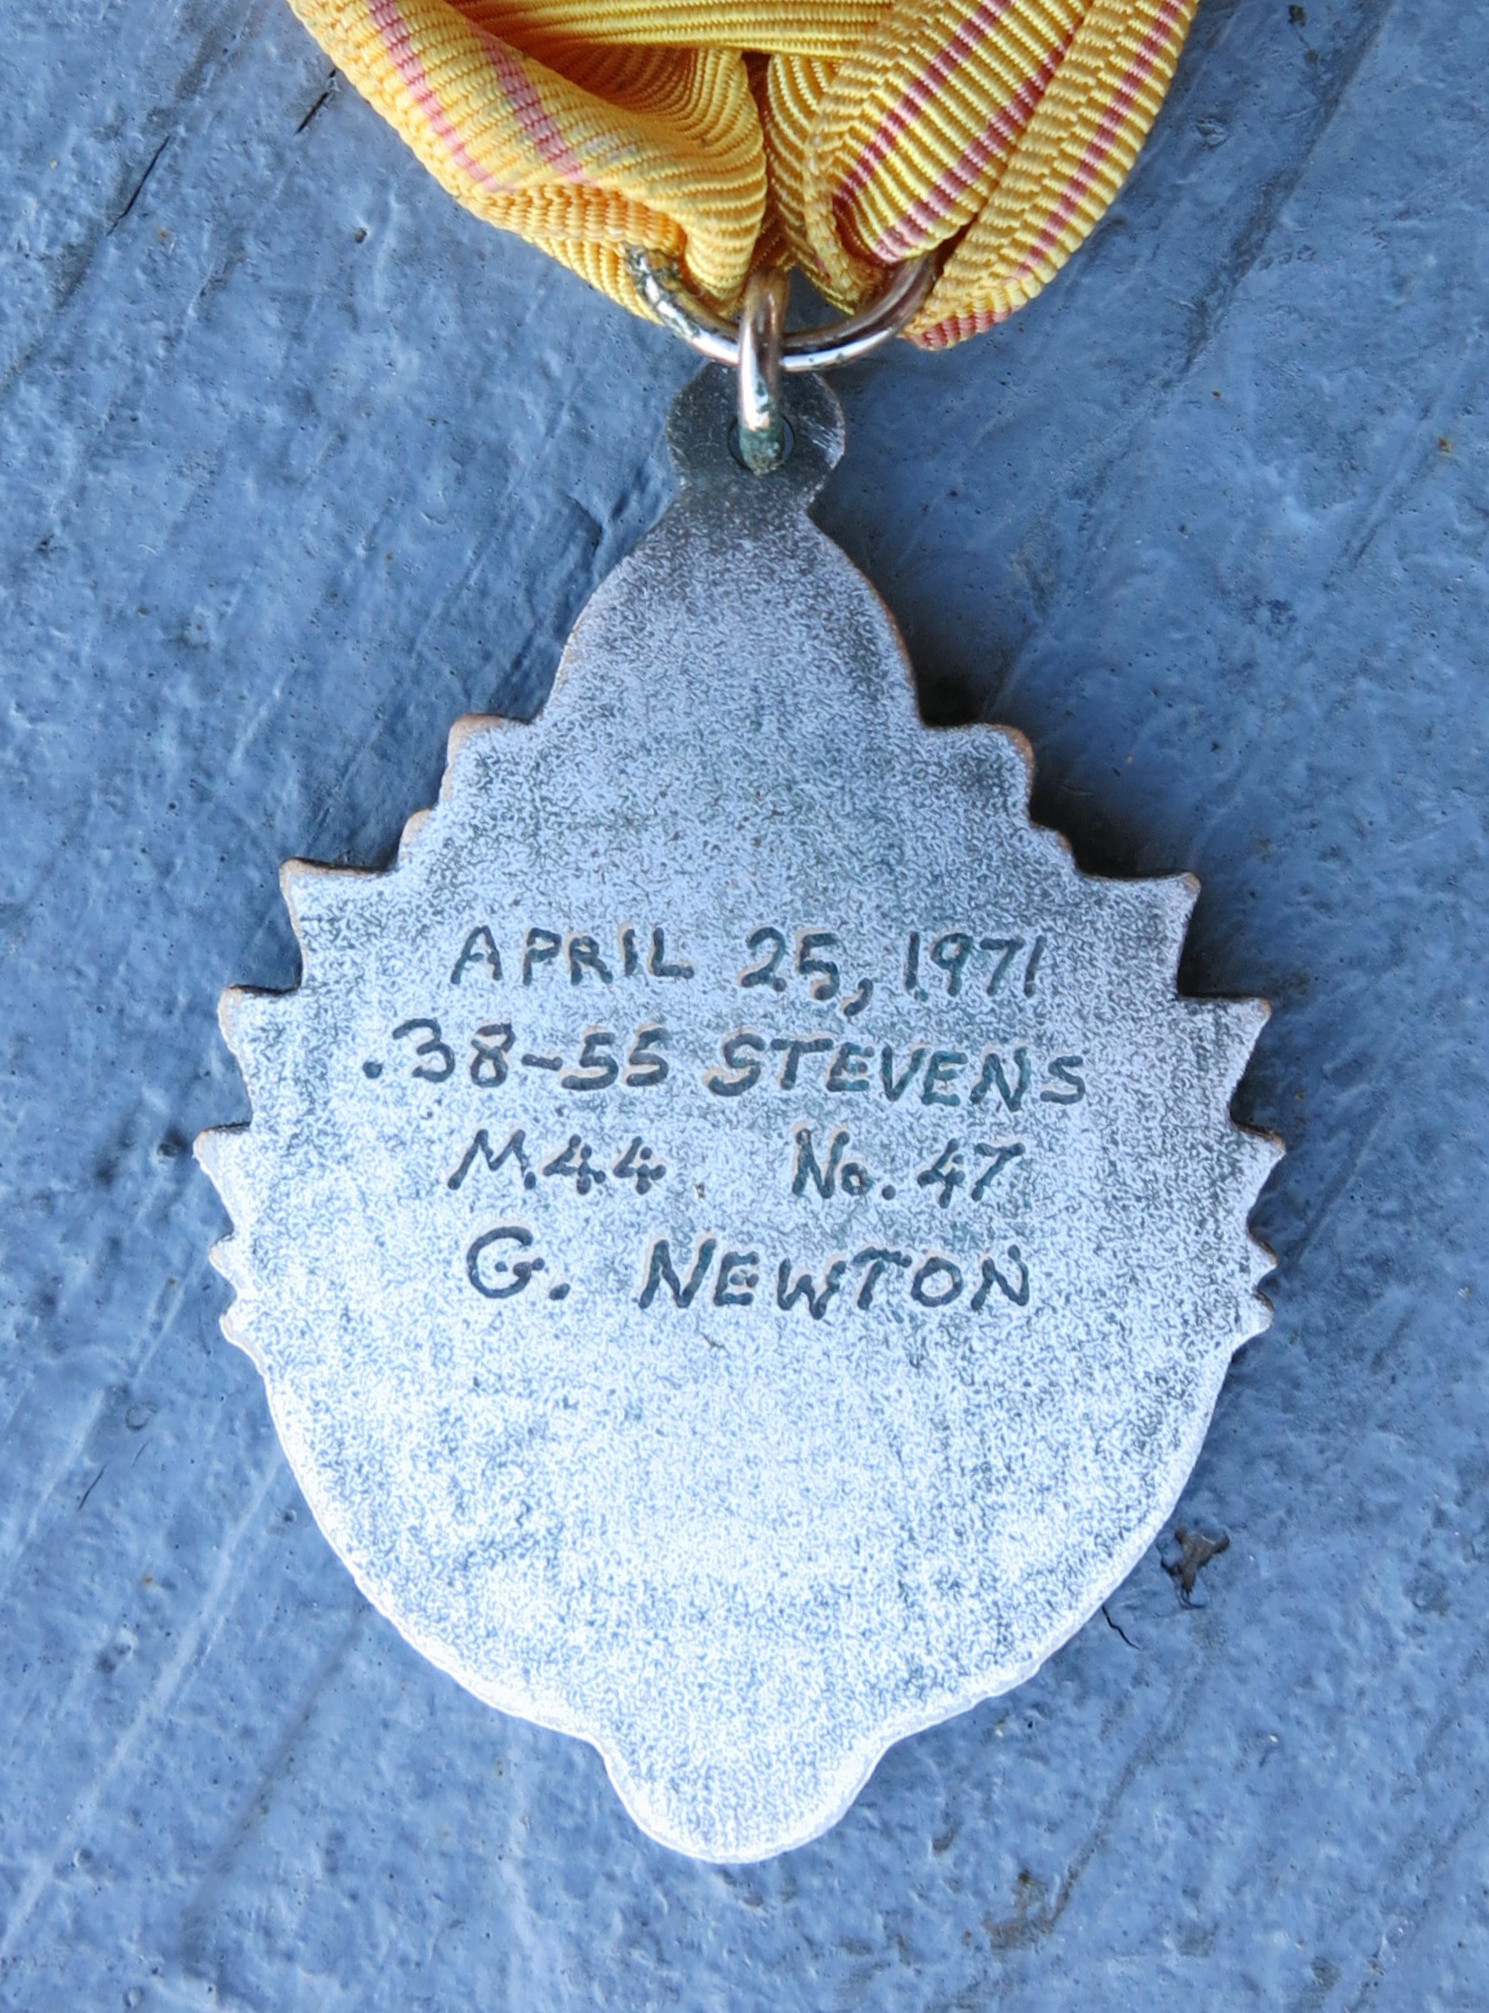 APRIL 25, 1971
.38-55 STEVENS
M44 No. 47
G. NEWTON